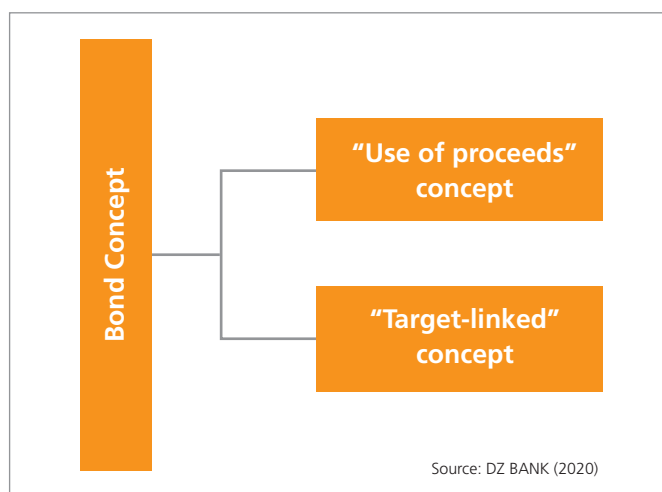 Bond Concept
“Use of proceeds”
concept
“Target-linked”
concept
Source: DZ BANK (2020)